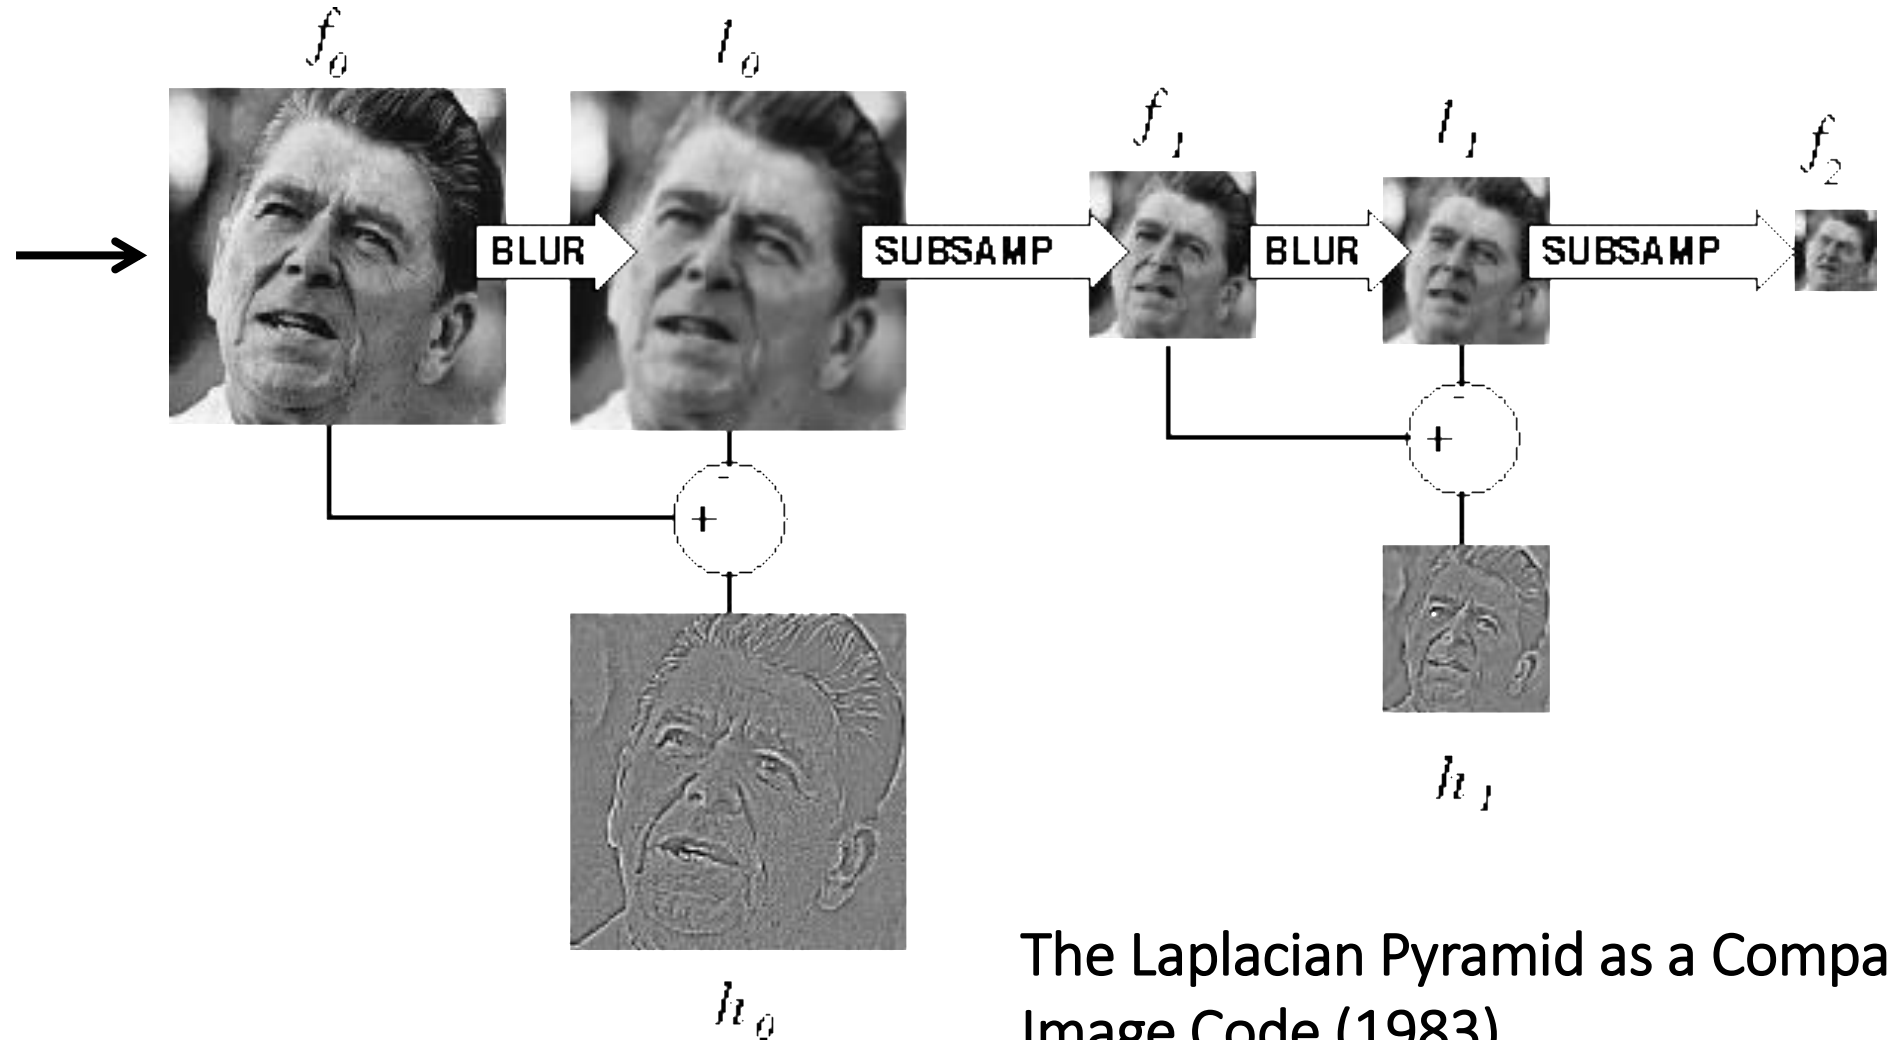 f0
l0
f1
l1
f2
BLUR
SUBSAMP
BLUR
SUBSAMP
-
+
-
+
h1
h0
The Laplacian Pyramid as a Compa
Image Code (1983)